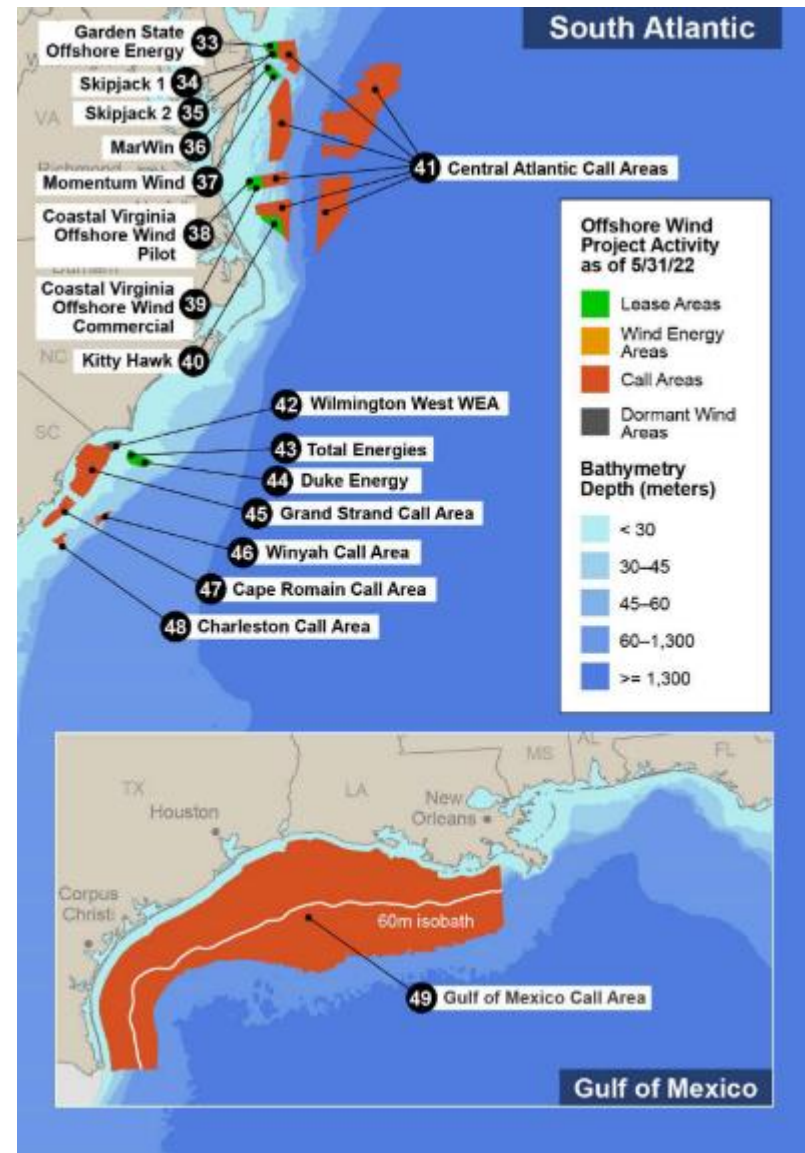 South Atlantic
Garden State
Offshore Energy
33
Skipjack 1
34
Skipjack 2
35
MarWin
36
Momentum Wind
37
Coastal Virginia
Offshore Wind
Pilot
38
Coastal Virginia
Offshore Wind
Commercial
39
Kitty Hawk
40
41 Central Atlantic Call Areas
VA
Richmond
NC
SC
42 Wilmington West WEA
43 Total Energies
44 Duke Energy
45 Grand Strand Call Area
46 Winyah Call Area
47 Cape Romain Call Area
48 Charleston Call Area
Offshore Wind
Project Activity
as of 5/31/22
Lease Areas
Wind Energy
Areas
Call Areas
Dormant Wind
Areas
Bathymetry
Depth (meters)
< 30
30–45
45–60
60–1,300
>= 1,300
TX
LA
MS
AL
FL
Houston
New
Orleans
Corpus
Christi
60m isobath
49 Gulf of Mexico Call Area
Gulf of Mexico